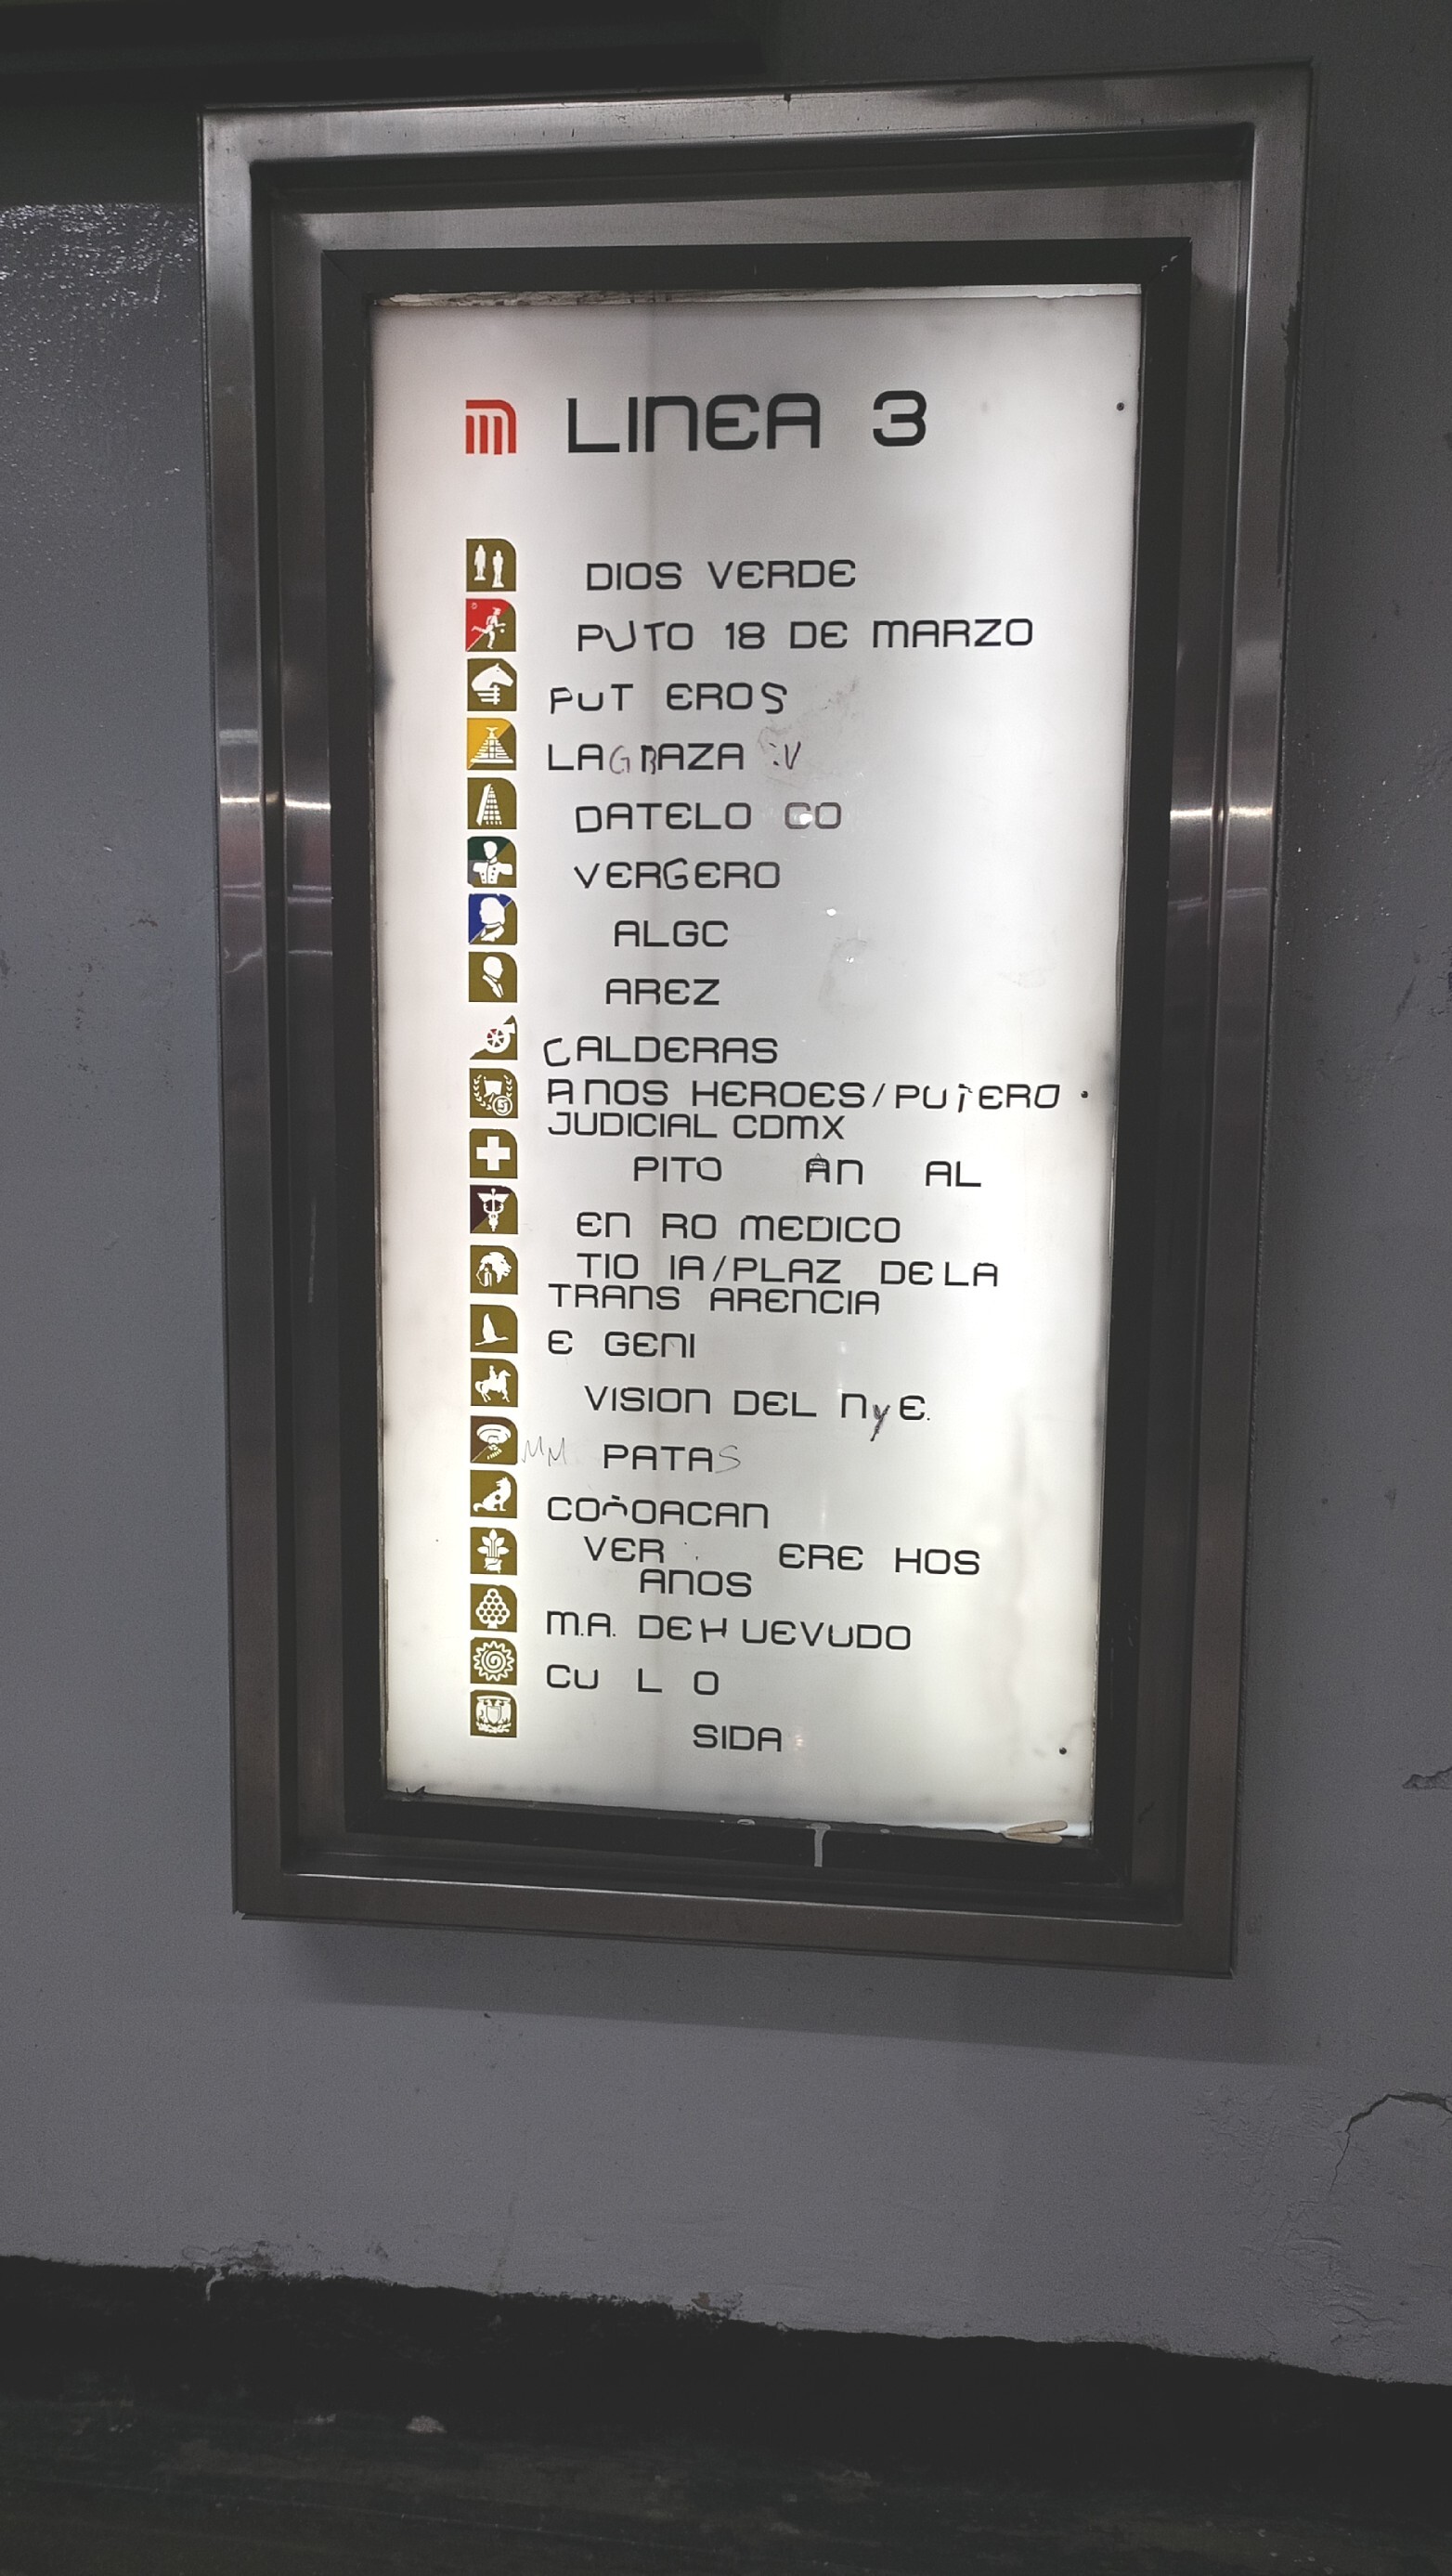 LINEA 3
DIOS VERDE
PUTO 18 DE MARZO
PUT EROS
LAGRAZA :V
DATELO CO
VERGERO
ALGC
AREZ
CALDERAS
ANOS HEROES/PUTERO
JUDICIAL CDMX
PITO AN AL
EN RO MEDICO
TIO IA/PLAZ DE LA
TRANS ARENCIA
E GENI
VISION DEL NyE.
MM PATAS
COÑOACAN
VER ERE HOS
ANOS
M.A. DE HUEVUDO
CU L O
SIDA